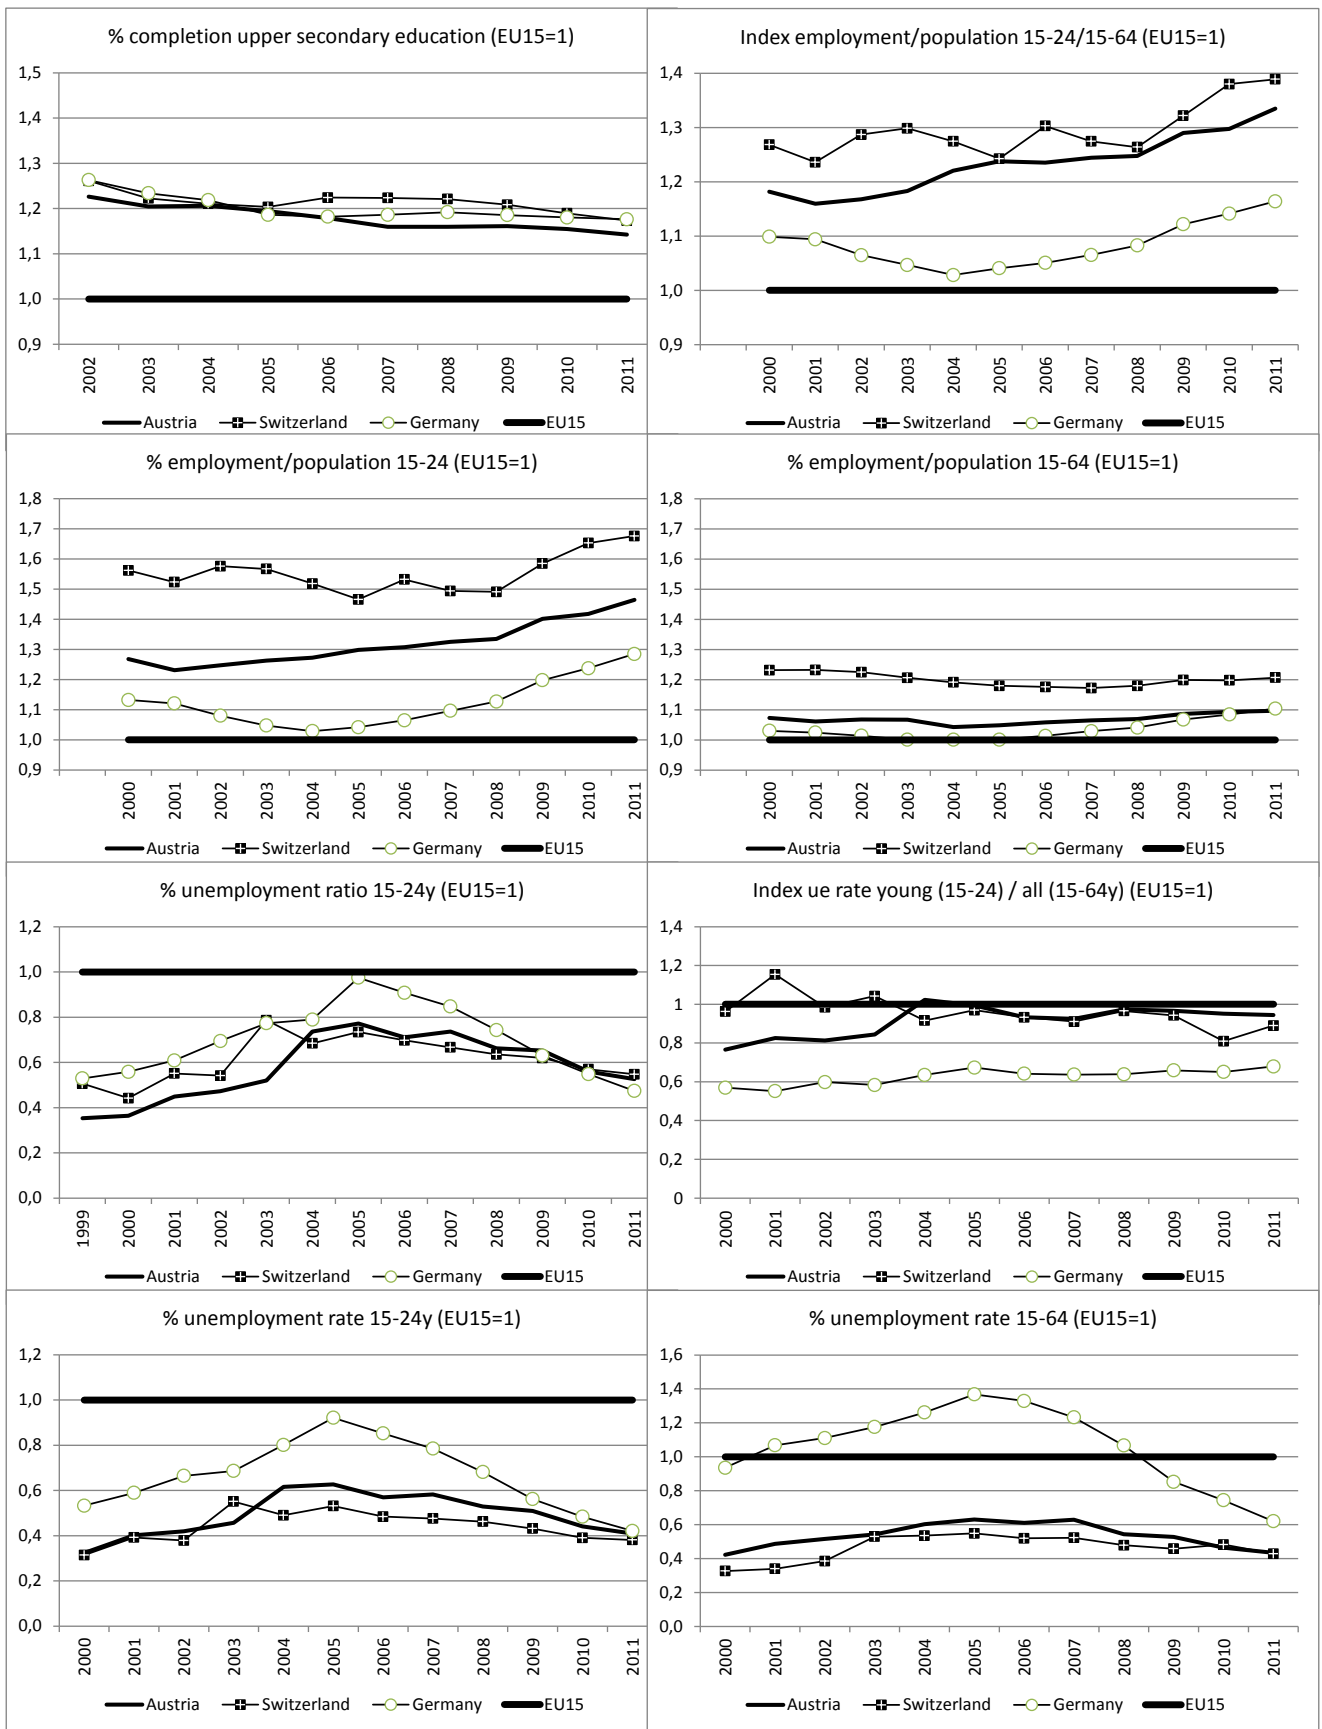 % completion upper secondary education (EU15=1)
1,5
1,4
1,3
1,2
1,1
1,0
0,9
2002 2003 2004 2005 2006 2007 2008 2009 2010 2011
Austria Switzerland Germany EU15
Index employment/population 15-24/15-64 (EU15=1)
1,4
1,3
1,2
1,1
1,0
0,9
2000 2001 2002 2003 2004 2005 2006 2007 2008 2009 2010 2011
Austria Switzerland Germany EU15
% employment/population 15-24 (EU15=1)
1,8
1,7
1,6
1,5
1,4
1,3
1,2
1,1
1,0
0,9
2000 2001 2002 2003 2004 2005 2006 2007 2008 2009 2010 2011
Austria Switzerland Germany EU15
% employment/population 15-64 (EU15=1)
1,8
1,7
1,6
1,5
1,4
1,3
1,2
1,1
1,0
0,9
2000 2001 2002 2003 2004 2005 2006 2007 2008 2009 2010 2011
Austria Switzerland Germany EU15
% unemployment ratio 15-24y (EU15=1)
1,2
1,0
0,8
0,6
0,4
0,2
0,0
1999 2000 2001 2002 2003 2004 2005 2006 2007 2008 2009 2010 2011
Austria Switzerland Germany EU15
Index ue rate young (15-24) / all (15-64y) (EU15=1)
1,4
1,2
1
0,8
0,6
0,4
0,2
0
2000 2001 2002 2003 2004 2005 2006 2007 2008 2009 2010 2011
Austria Switzerland Germany EU15
% unemployment rate 15-24y (EU15=1)
1,2
1,0
0,8
0,6
0,4
0,2
0,0
2000 2001 2002 2003 2004 2005 2006 2007 2008 2009 2010 2011
Austria Switzerland Germany EU15
% unemployment rate 15-64 (EU15=1)
1,6
1,4
1,2
1,0
0,8
0,6
0,4
0,2
0,0
2000 2001 2002 2003 2004 2005 2006 2007 2008 2009 2010 2011
Austria Switzerland Germany EU15